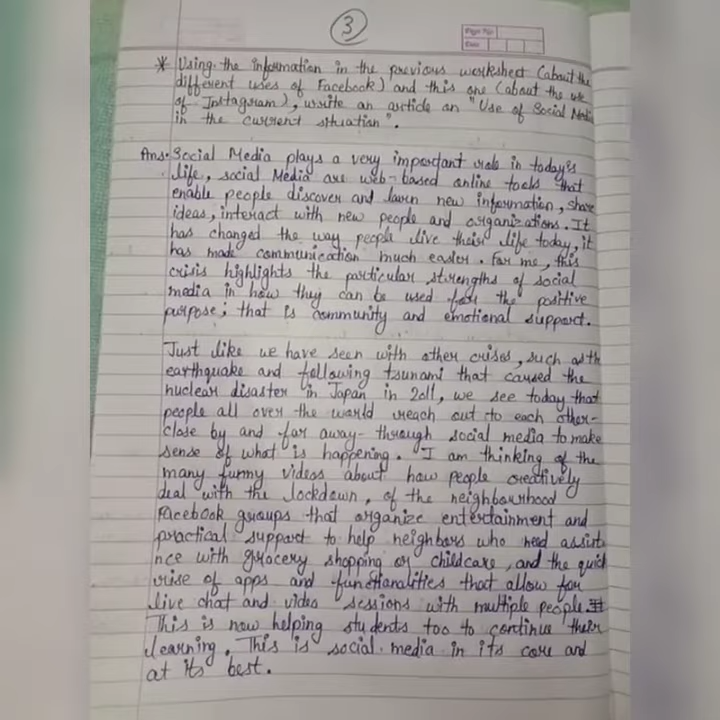 3
Page No.
Date
* Using the information in the previous worksheet (about the
different uses of Facebook) and this one (about the use
of Instagram), write an article on "Use of Social Media
in the current situation".
Ans. Social Media plays a very important role in today's
life, social Media are web-based online tools that
enable people discover and learn new information, share
ideas, interact with new people and organizations. It
has changed the way people live their life today, it
has made communication much easier. For me, this
crisis highlights the particular strengths of social
media in how they can be used for the positive
purpose; that is community and emotional support.
Just like we have seen with other crises, such as the
earthquake and following tsunami that caused the
nuclear disaster in Japan in 2011, we see today that
people all over the world reach out to each other-
close by and far away- through social media to make
sense of what is happening. I am thinking of the
many funny videos about how people creatively
deal with the lockdown, of the neighbourhood
Facebook groups that organize entertainment and
practical support to help neighbors who need assist
nce with grocery shopping or childcare, and the quick
rise of apps and functionalities that allow for
live chat and video sessions with multiple people.
This is now helping students too to continue their
learning. This is social media in its core and
at its best.